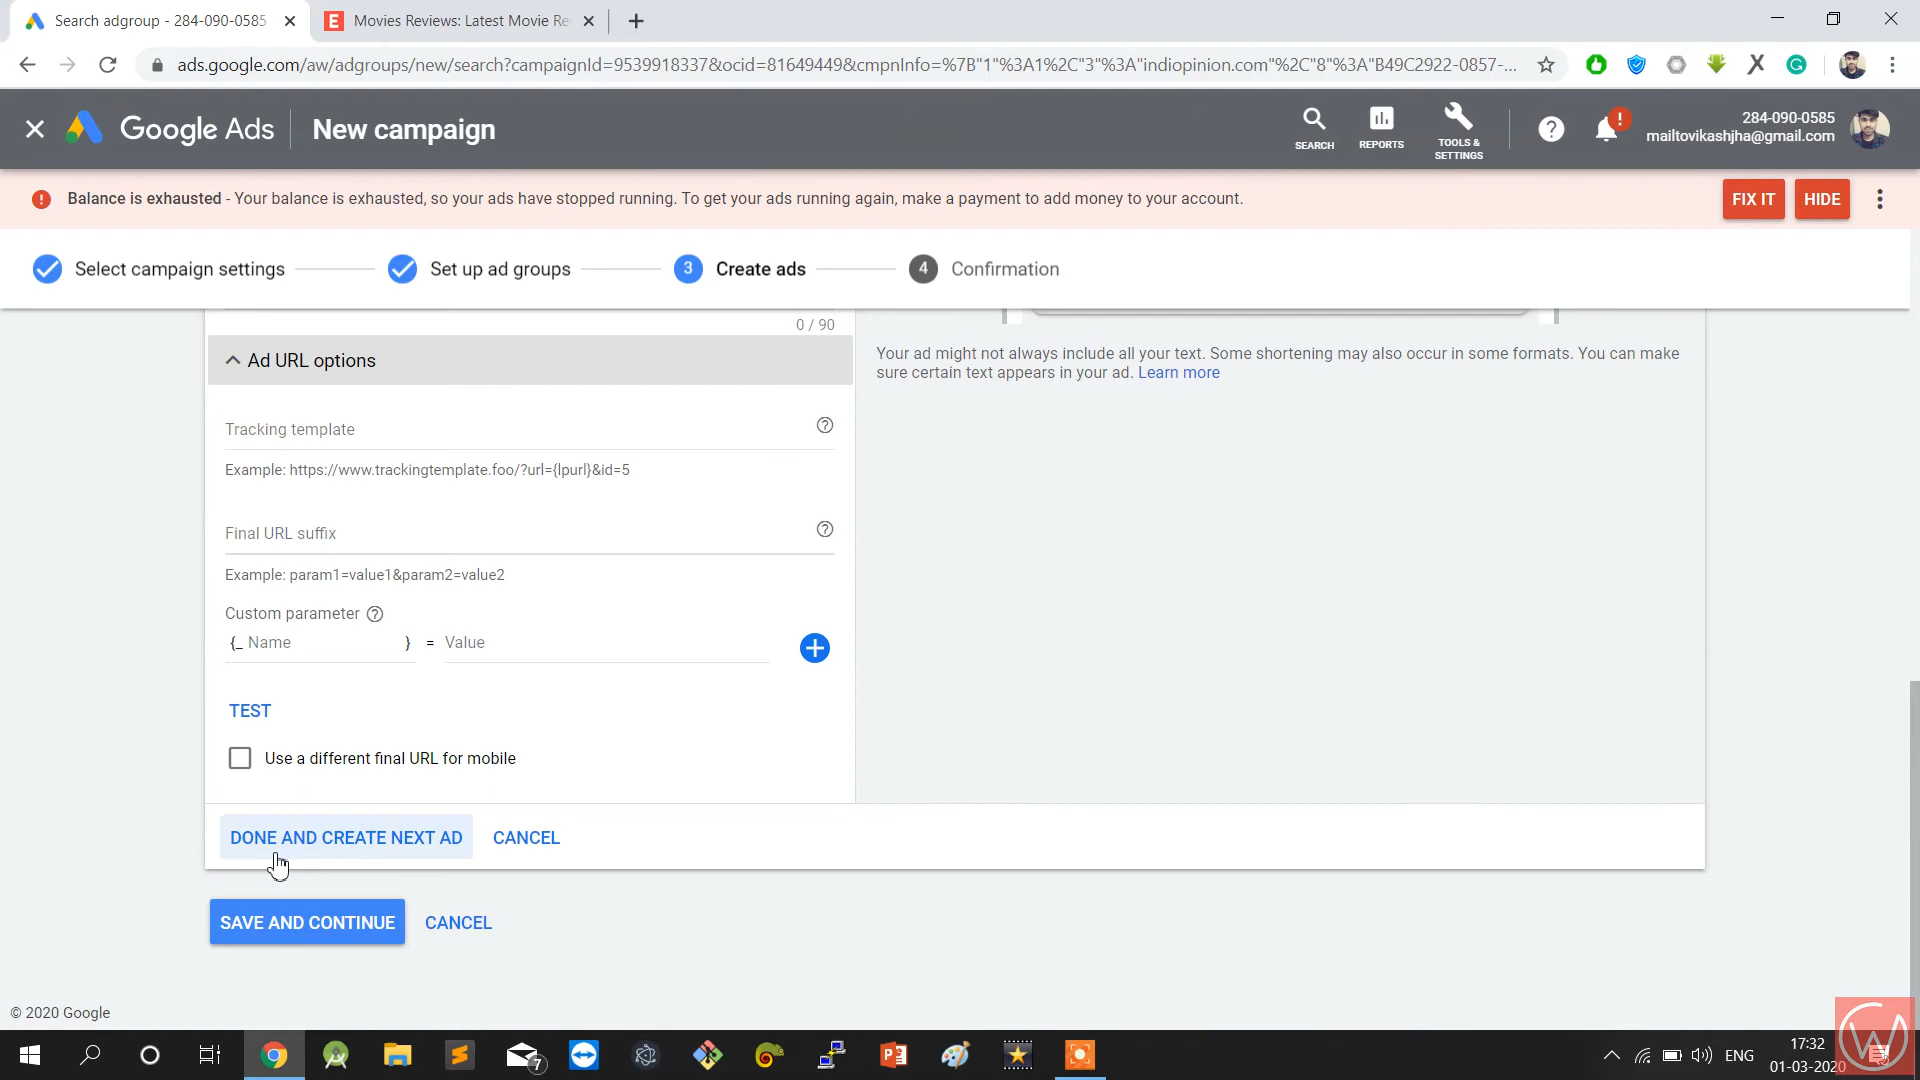 Search adgroup - 284-090-0585
Movies Reviews: Latest Movie Re
ads.google.com/aw/adgroups/new/search?campaignId=9539918337&ocid=81649449&cmpnInfo=%7B"1"%3A1%2C"3"%3A"indiopinion.com"%2C"8"%3A"B49C2922-0857-...
Google Ads
New campaign
SEARCH
REPORTS
TOOLS &
SETTINGS
284-090-0585
mailtovikashjha@gmail.com
Balance is exhausted - Your balance is exhausted, so your ads have stopped running. To get your ads running again, make a payment to add money to your account.
FIX IT
HIDE
Select campaign settings
Set up ad groups
3 Create ads
4 Confirmation
0 / 90
Ad URL options
Your ad might not always include all your text. Some shortening may also occur in some formats. You can make
sure certain text appears in your ad. Learn more
Tracking template
Example: https://www.trackingtemplate.foo/?url={lpurl}&id=5
Final URL suffix
Example: param1=value1&param2=value2
Custom parameter
{_ Name } = Value
TEST
Use a different final URL for mobile
DONE AND CREATE NEXT AD
CANCEL
SAVE AND CONTINUE
CANCEL
© 2020 Google
7
ENG
17:32
01-03-2020